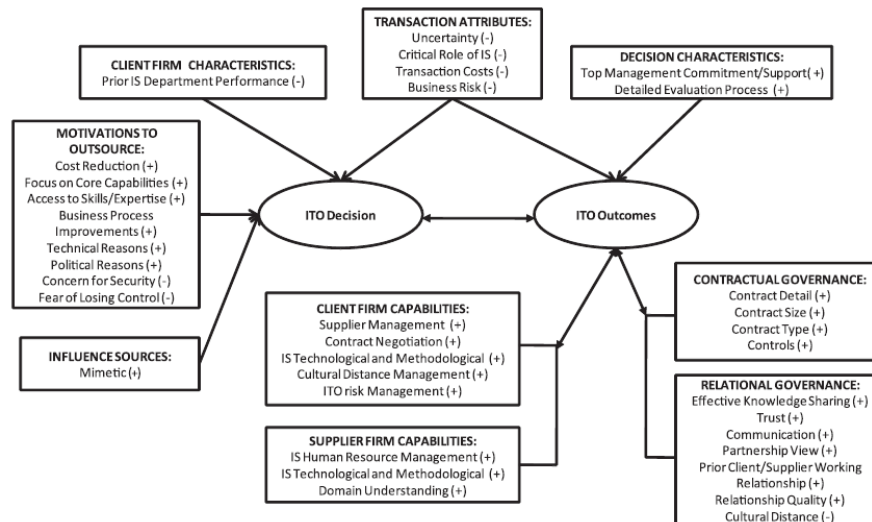 TRANSACTION ATTRIBUTES:
Uncertainty (-)
Critical Role of IS (-)
Transaction Costs (-)
Business Risk (-)
CLIENT FIRM CHARACTERISTICS:
Prior IS Department Performance (-)
DECISION CHARACTERISTICS:
Top Management Commitment/Support(+)
Detailed Evaluation Process (+)
MOTIVATIONS TO
OUTSOURCE:
Cost Reduction (+)
Focus on Core Capabilities (+)
Access to Skills/Expertise (+)
Business Process
Improvements (+)
Technical Reasons (+)
Political Reasons (+)
Concern for Security (-)
Fear of Losing Control (-)
ITO Decision
ITO Outcomes
INFLUENCE SOURCES:
Mimetic (+)
CLIENT FIRM CAPABILITIES:
Supplier Management (+)
Contract Negotiation (+)
IS Technological and Methodological (+)
Cultural Distance Management (+)
ITO risk Management (+)
SUPPLIER FIRM CAPABILITIES:
IS Human Resource Management (+)
IS Technological and Methodological (+)
Domain Understanding (+)
CONTRACTUAL GOVERNANCE:
Contract Detail (+)
Contract Size (+)
Contract Type (+)
Controls (+)
RELATIONAL GOVERNANCE:
Effective Knowledge Sharing (+)
Trust (+)
Communication (+)
Partnership View (+)
Prior Client/Supplier Working
Relationship (+)
Relationship Quality (+)
Cultural Distance (-)